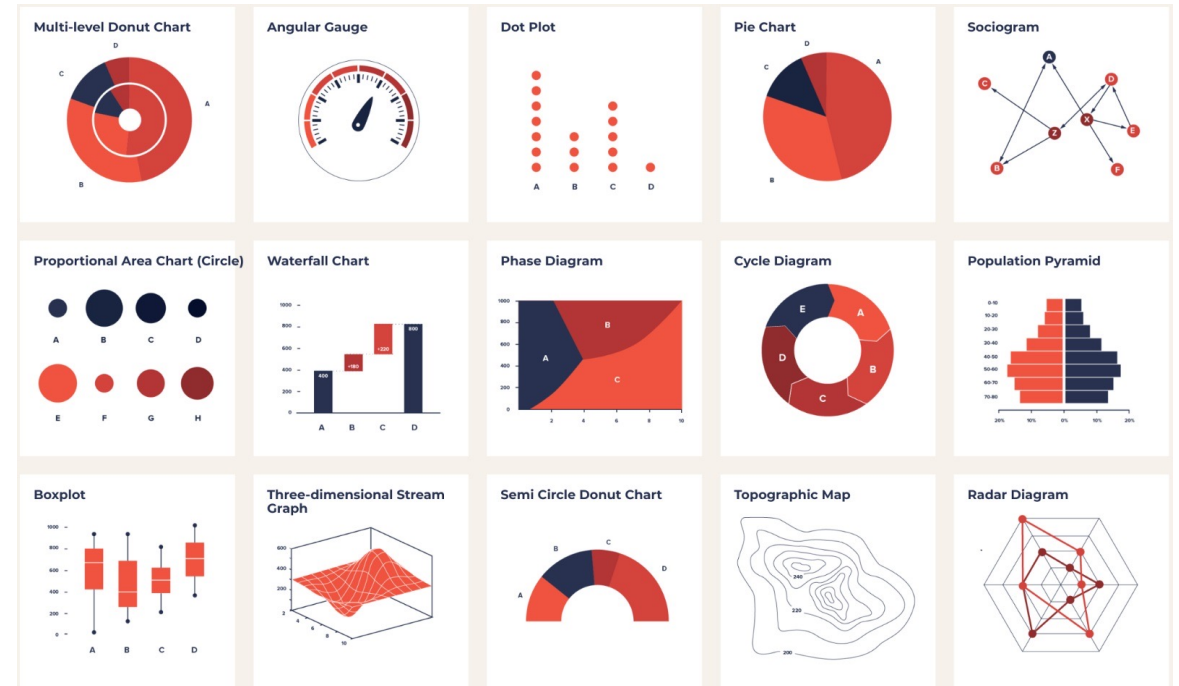 Multi-level Donut Chart
D
C
A
B
Angular Gauge
Dot Plot
A B C D
Pie Chart
D
A
C
B
Sociogram
A
C
D
X
E
Z
B
F
Proportional Area Chart (Circle)
A B C D
E F G H
Waterfall Chart
1000
800
600
400
200
0
800
+220
+180
400
A B C D
Phase Diagram
1000
800
600
400
200
0
B
A
C
2 4 6 8 10
Cycle Diagram
E
A
D
B
C
Population Pyramid
0-10
10-20
20-30
30-40
40-50
50-60
60-70
70-80
20% 10% 0% 10% 20%
Boxplot
1000
800
600
400
200
0
A B C D
Three-dimensional Stream
Graph
600
400
200
2
4
6
8
10
Semi Circle Donut Chart
C
B
D
A
Topographic Map
240
220
200
Radar Diagram